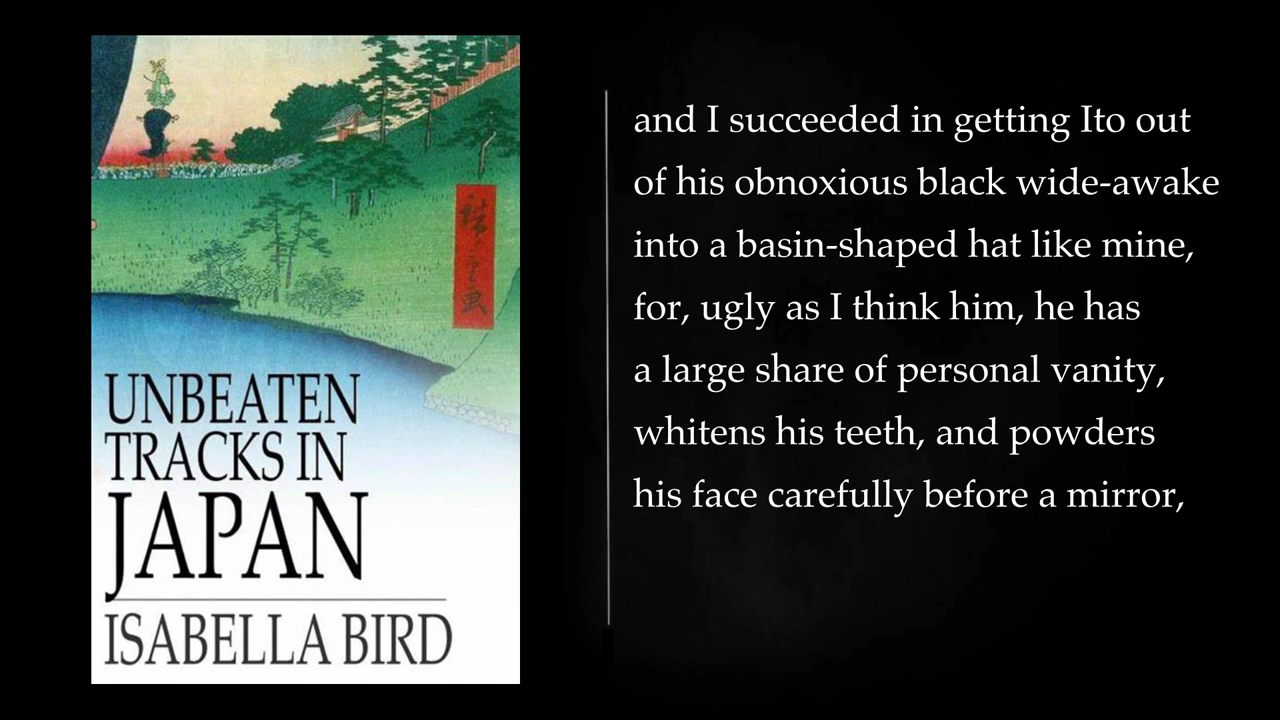 UNBEATEN
TRACKS IN
JAPAN
ISABELLA BIRD
and I succeeded in getting Ito out
of his obnoxious black wide-awake
into a basin-shaped hat like mine,
for, ugly as I think him, he has
a large share of personal vanity,
whitens his teeth, and powders
his face carefully before a mirror,